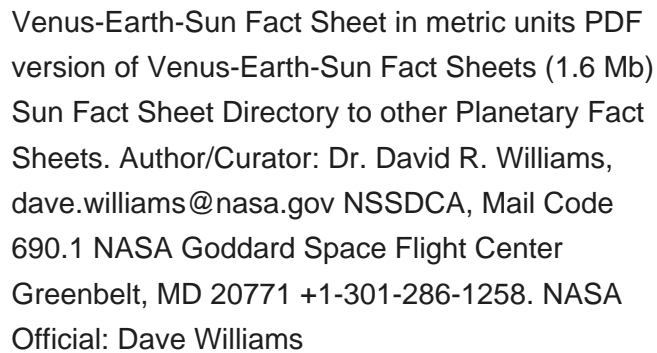 Venus-Earth-Sun Fact Sheet in metric units PDF
version of Venus-Earth-Sun Fact Sheets (1.6 Mb)
Sun Fact Sheet Directory to other Planetary Fact
Sheets. Author/Curator: Dr. David R. Williams,
dave.williams@nasa.gov NSSDCA, Mail Code
690.1 NASA Goddard Space Flight Center
Greenbelt, MD 20771 +1-301-286-1258. NASA
Official: Dave Williams